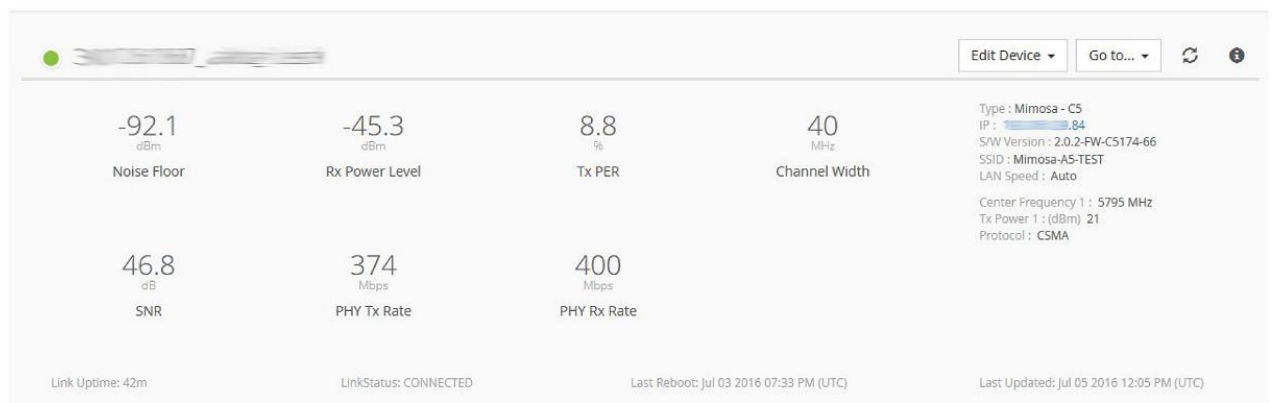 Edit Device Go to...
-92.1 -45.3 8.8 40
dBm dBm % MHz
Noise Floor Rx Power Level Tx PER Channel Width
Type : Mimosa - C5
IP : .84
S/W Version : 2.0.2-FW-C5174-66
SSID : Mimosa-A5-TEST
LAN Speed : Auto
Center Frequency 1 : 5795 MHz
Tx Power 1 : (dBm) 21
Protocol : CSMA
46.8 374 400
dB Mbps Mbps
SNR PHY Tx Rate PHY Rx Rate
Link Uptime: 42m LinkStatus: CONNECTED Last Reboot: Jul 03 2016 07:33 PM (UTC) Last Updated: Jul 05 2016 12:05 PM (UTC)